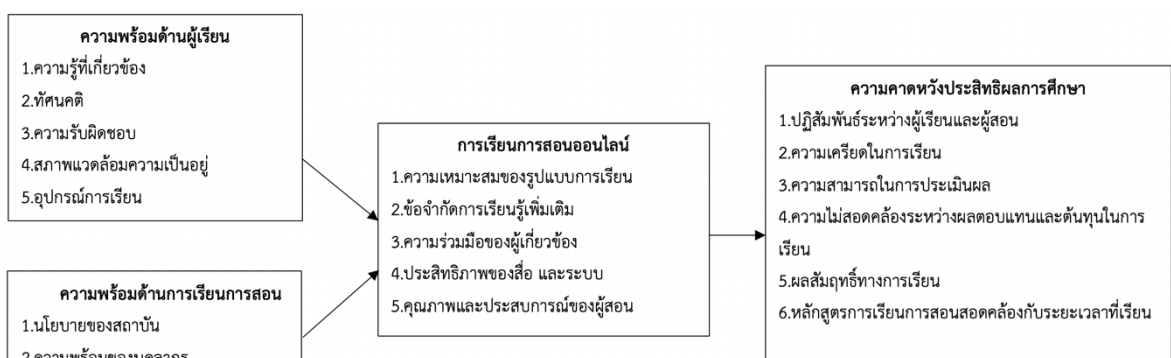 ความพร้อมด้านผู้เรียน
1.ความรู้ที่เกี่ยวข้อง
2.ทัศนคติ
3.ความรับผิดชอบ
4.สภาพแวดล้อมความเป็นอยู่
5.อุปกรณ์การเรียน
ความพร้อมด้านการเรียนการสอน
1.นโยบายของสถาบัน
2.ความพร้อมของบุคลากร
การเรียนการสอนออนไลน์
1.ความเหมาะสมของรูปแบบการเรียน
2.ข้อจำกัดการเรียนรู้เพิ่มเติม
3.ความร่วมมือของผู้เกี่ยวข้อง
4.ประสิทธิภาพของสื่อ และระบบ
5.คุณภาพและประสบการณ์ของผู้สอน
ความคาดหวังประสิทธิผลการศึกษา
1.ปฏิสัมพันธ์ระหว่างผู้เรียนและผู้สอน
2.ความเครียดในการเรียน
3.ความสามารถในการประเมินผล
4.ความไม่สอดคล้องระหว่างผลตอบแทนและต้นทุนในการ
เรียน
5.ผลสัมฤทธิ์ทางการเรียน
6.หลักสูตรการเรียนการสอนสอดคล้องกับระยะเวลาที่เรียน